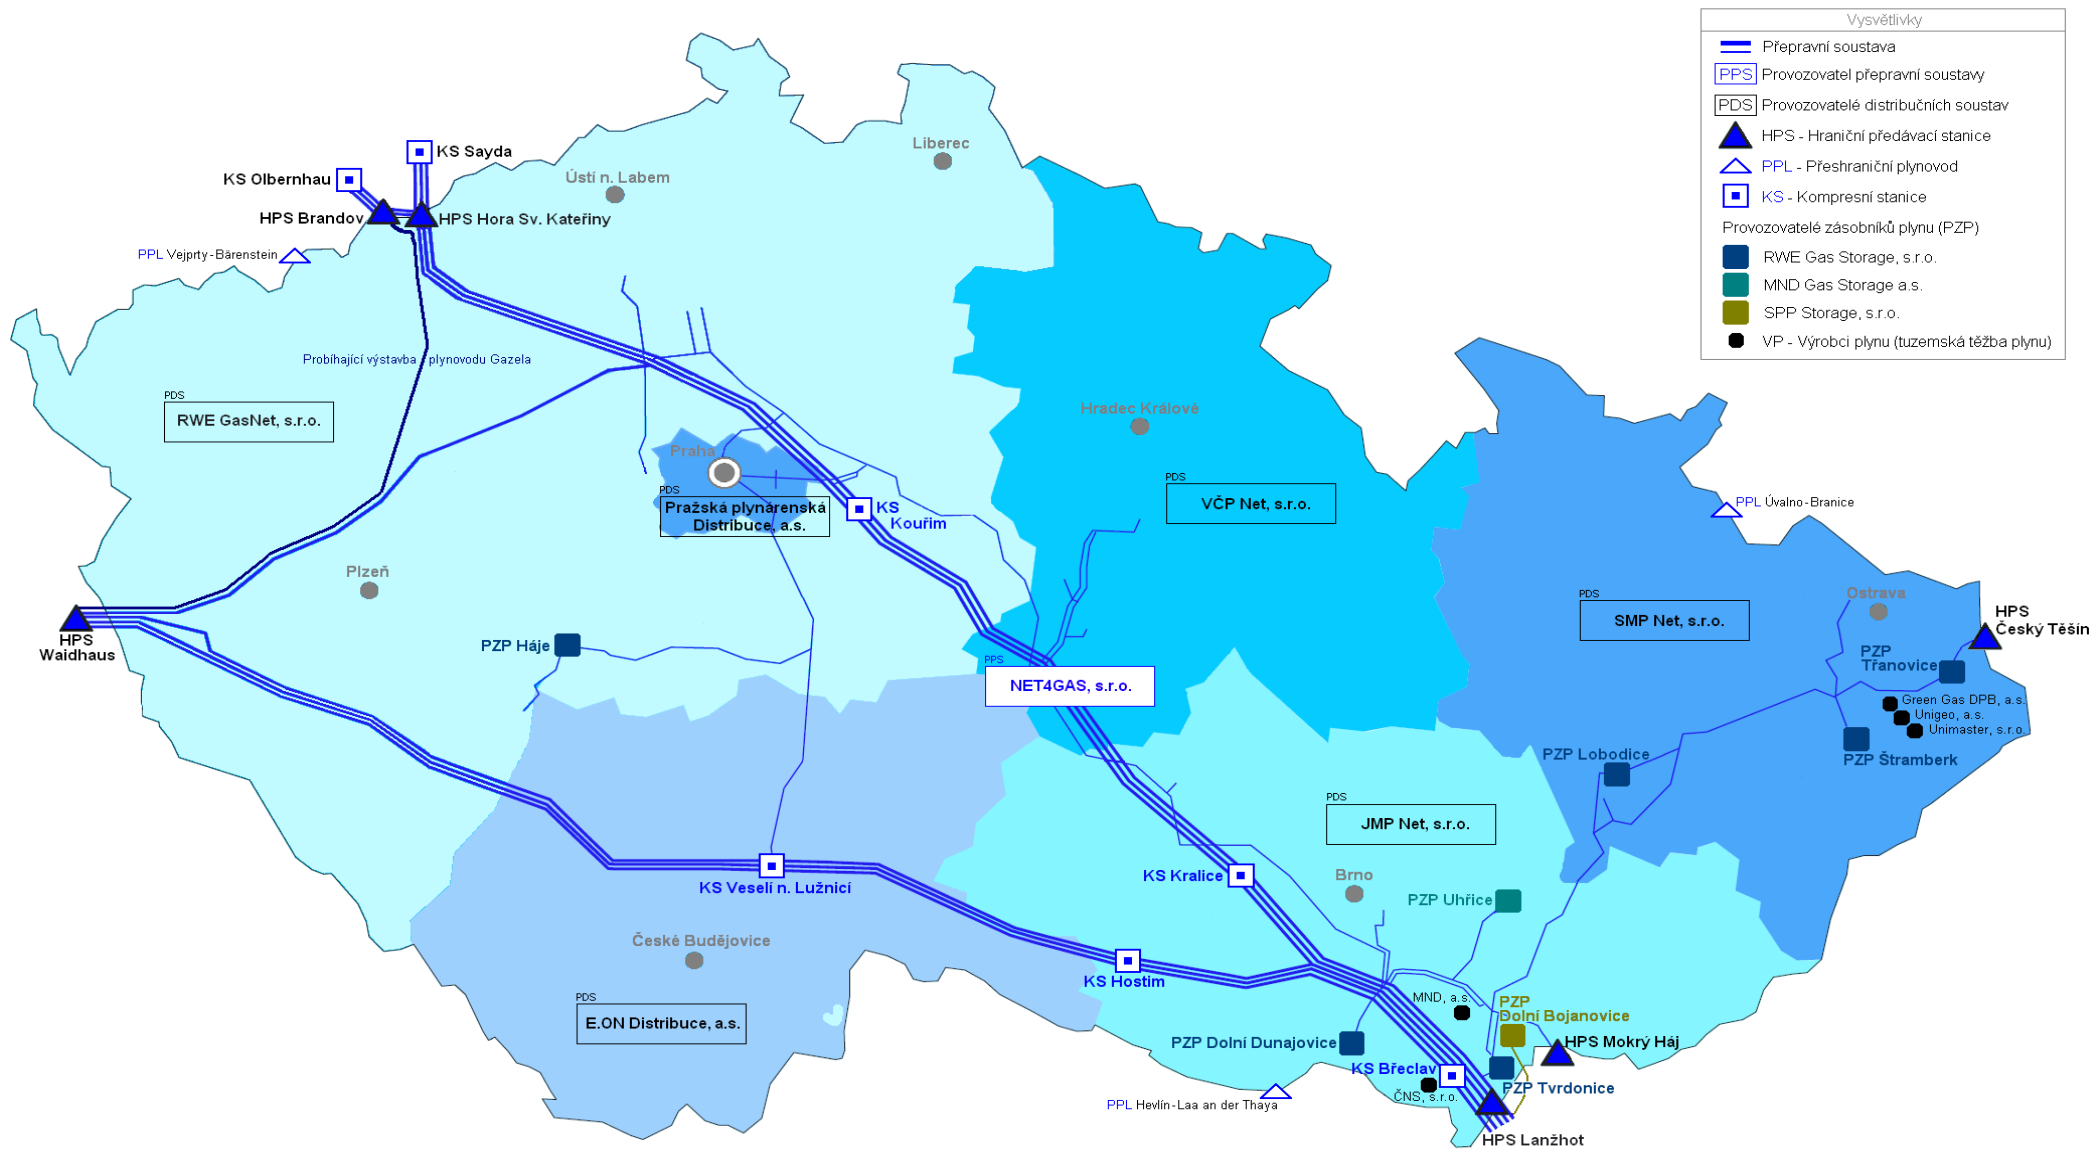 Vysvětlivky
Přepravní soustava
PPS Provozovatel přepravní soustavy
PDS Provozovatelé distribučních soustav
HPS - Hraniční předávací stanice
PPL - Přeshraniční plynovod
KS - Kompresní stanice
Provozovatelé zásobníků plynu (PZP)
RWE Gas Storage, s.r.o.
MND Gas Storage a.s.
SPP Storage, s.r.o.
VP - Výrobci plynu (tuzemská těžba plynu)
KS Sayda
KS Olbernhau
HPS Brandov
HPS Hora Sv. Kateřiny
PPL Vejprty-Bärenstein
Ústí n. Labem
Liberec
Probíhající výstavba plynovodu Gazela
PDS
RWE GasNet, s.r.o.
Hradec Králové
Praha
PDS
Pražská plynárenská
Distribuce, a.s.
KS
Kouřim
PDS
VČP Net, s.r.o.
PPL Úvalno-Branice
Plzeň
HPS
Waidhaus
PZP Háje
PDS
SMP Net, s.r.o.
Ostrava
HPS
Český Těšín
PZP
Třanovice
PPS
NET4GAS, s.r.o.
Green Gas DPB, a.s.
Unigeo, a.s.
Unimaster, s.r.o.
PZP Lobodice
PZP Štramberk
PDS
JMP Net, s.r.o.
KS Veselí n. Lužnicí
KS Kralice
Brno
PZP Uhřice
České Budějovice
KS Hostim
PDS
E.ON Distribuce, a.s.
MND, a.s.
PZP
Dolní Bojanovice
PZP Dolní Dunajovice
HPS Mokrý Háj
KS Břeclav
PZP Tvrdonice
ČNS, s.r.o.
PPL Hevlín-Laa an der Thaya
HPS Lanžhot